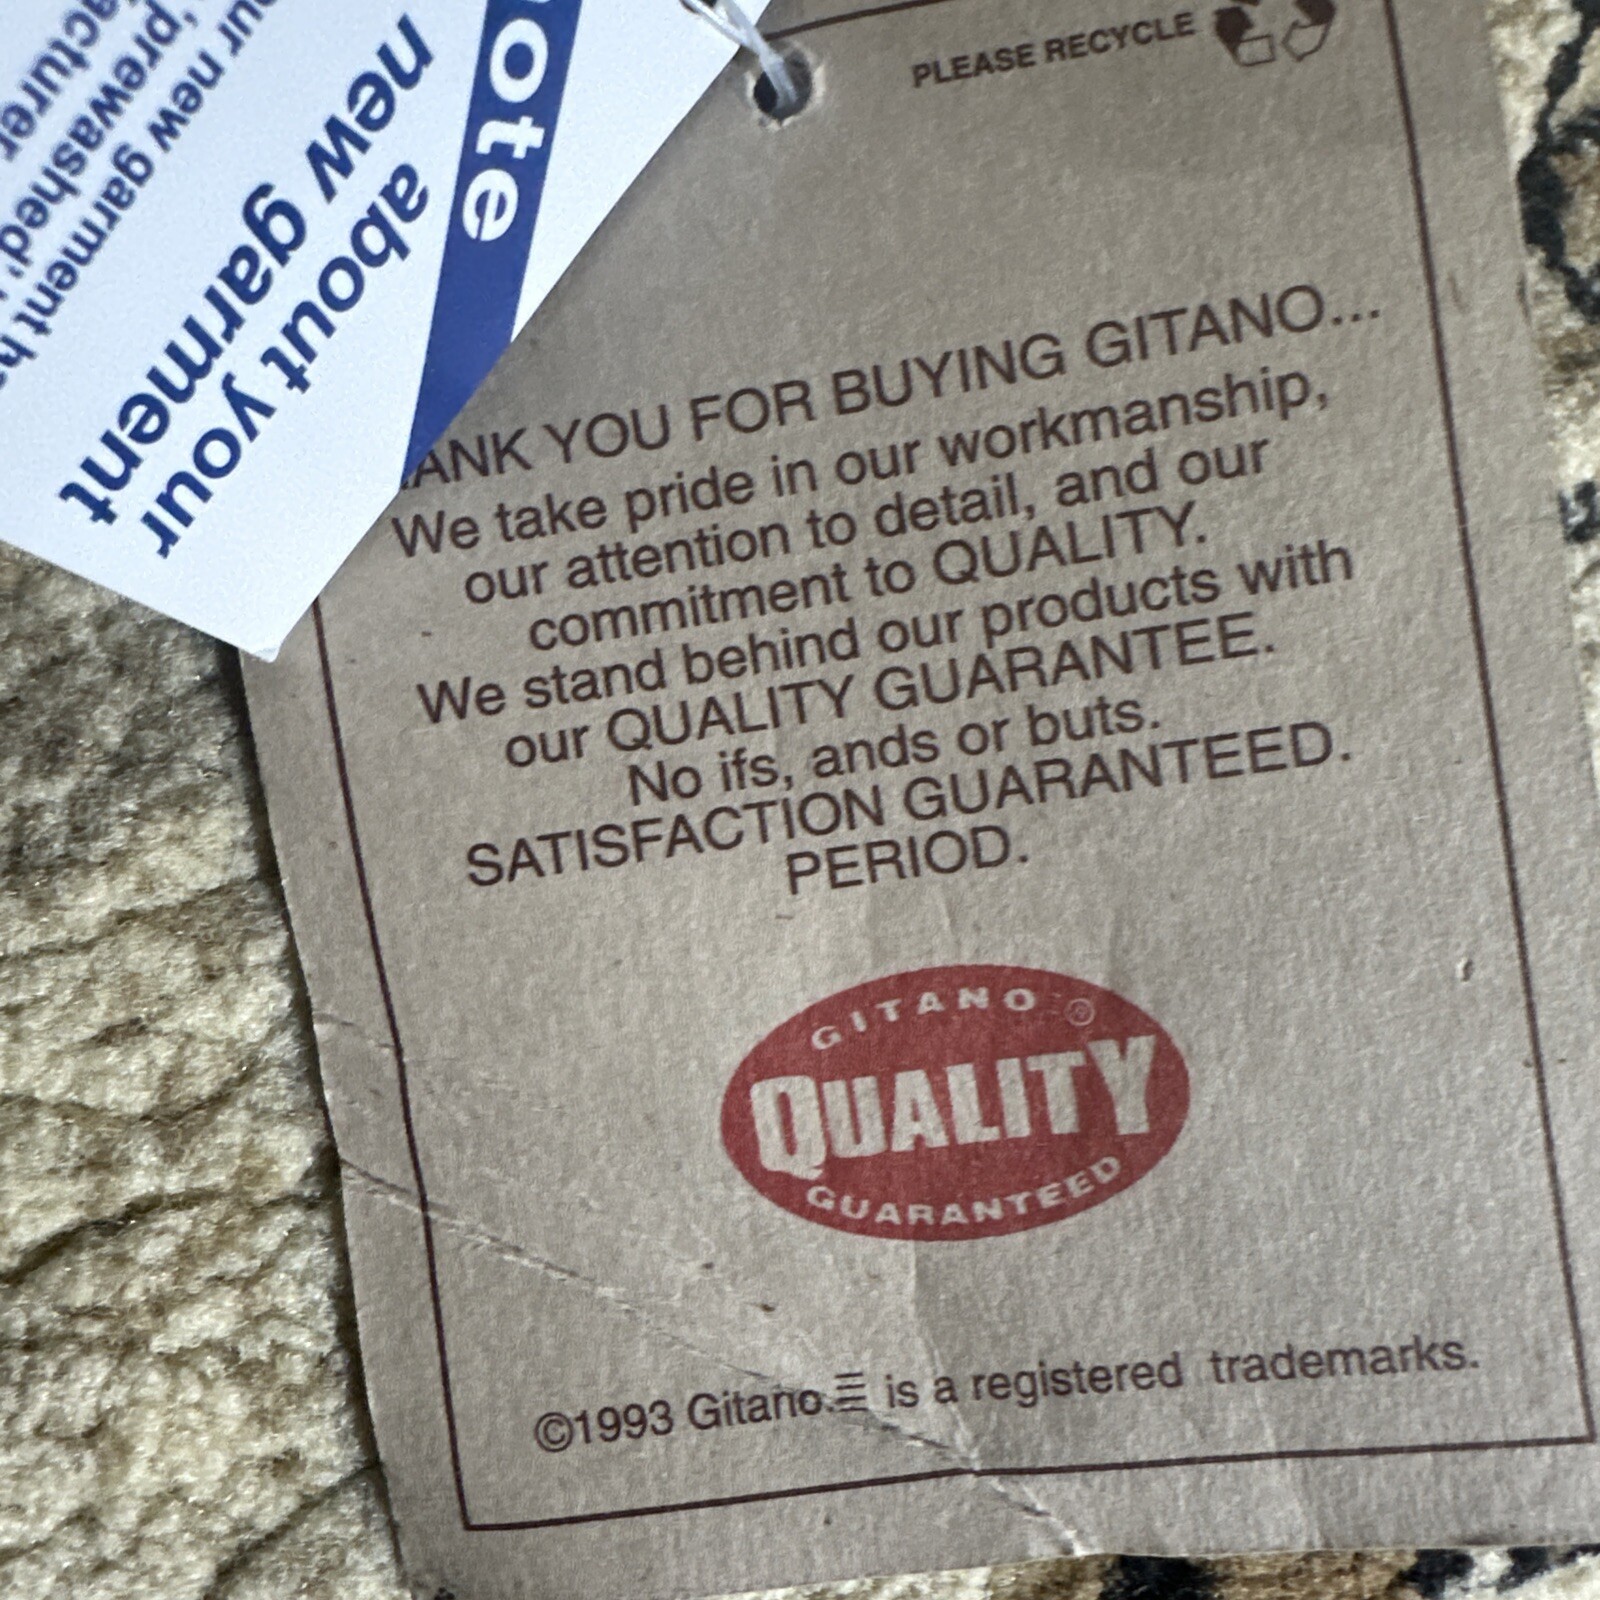 PLEASE RECYCLE
ote
about your
new garment
new garment
prewashed
ANK YOU FOR BUYING GITANO...
We take pride in our workmanship,
our attention to detail, and our
commitment to QUALITY.
We stand behind our products with
our QUALITY GUARANTEE.
No ifs, ands or buts.
SATISFACTION GUARANTEED.
PERIOD.
GITANO ®
QUALITY
GUARANTEED
©1993 Gitano. is a registered trademarks.